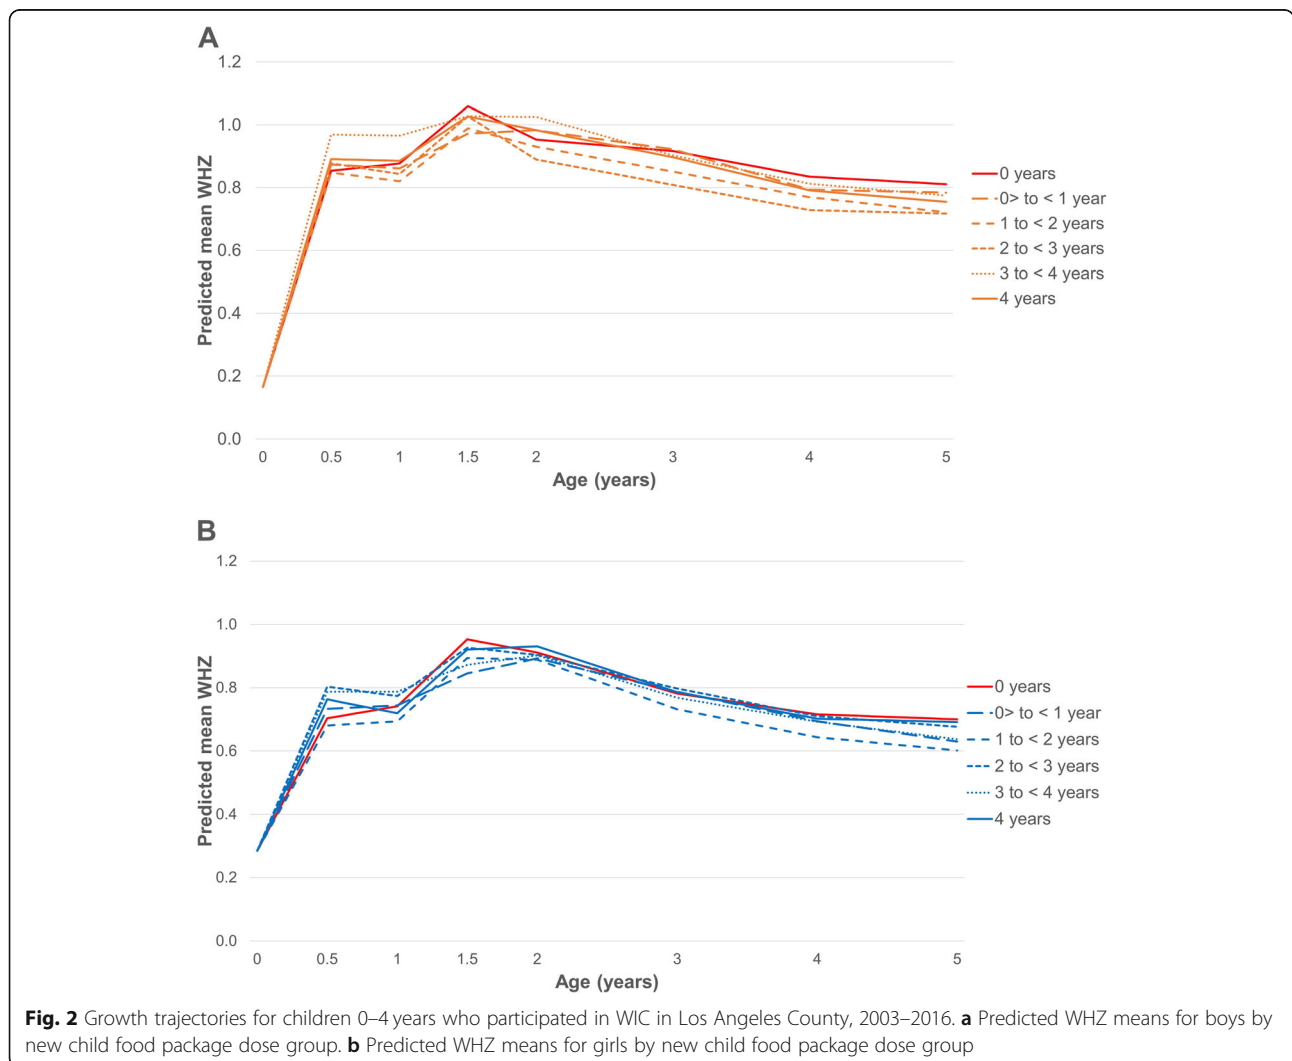 A
1.2
1.0
0.8
0.6
0.4
0.2
0.0
Predicted mean WHZ
0 0.5 1 1.5 2 3 4 5
Age (years)
0 years
0> to < 1 year
1 to < 2 years
2 to < 3 years
3 to < 4 years
4 years
B
1.2
1.0
0.8
0.6
0.4
0.2
0.0
Predicted mean WHZ
0 0.5 1 1.5 2 3 4 5
Age (years)
0 years
0> to < 1 year
1 to < 2 years
2 to < 3 years
3 to < 4 years
4 years
Fig. 2 Growth trajectories for children 0–4 years who participated in WIC in Los Angeles County, 2003–2016. a Predicted WHZ means for boys by
new child food package dose group. b Predicted WHZ means for girls by new child food package dose group